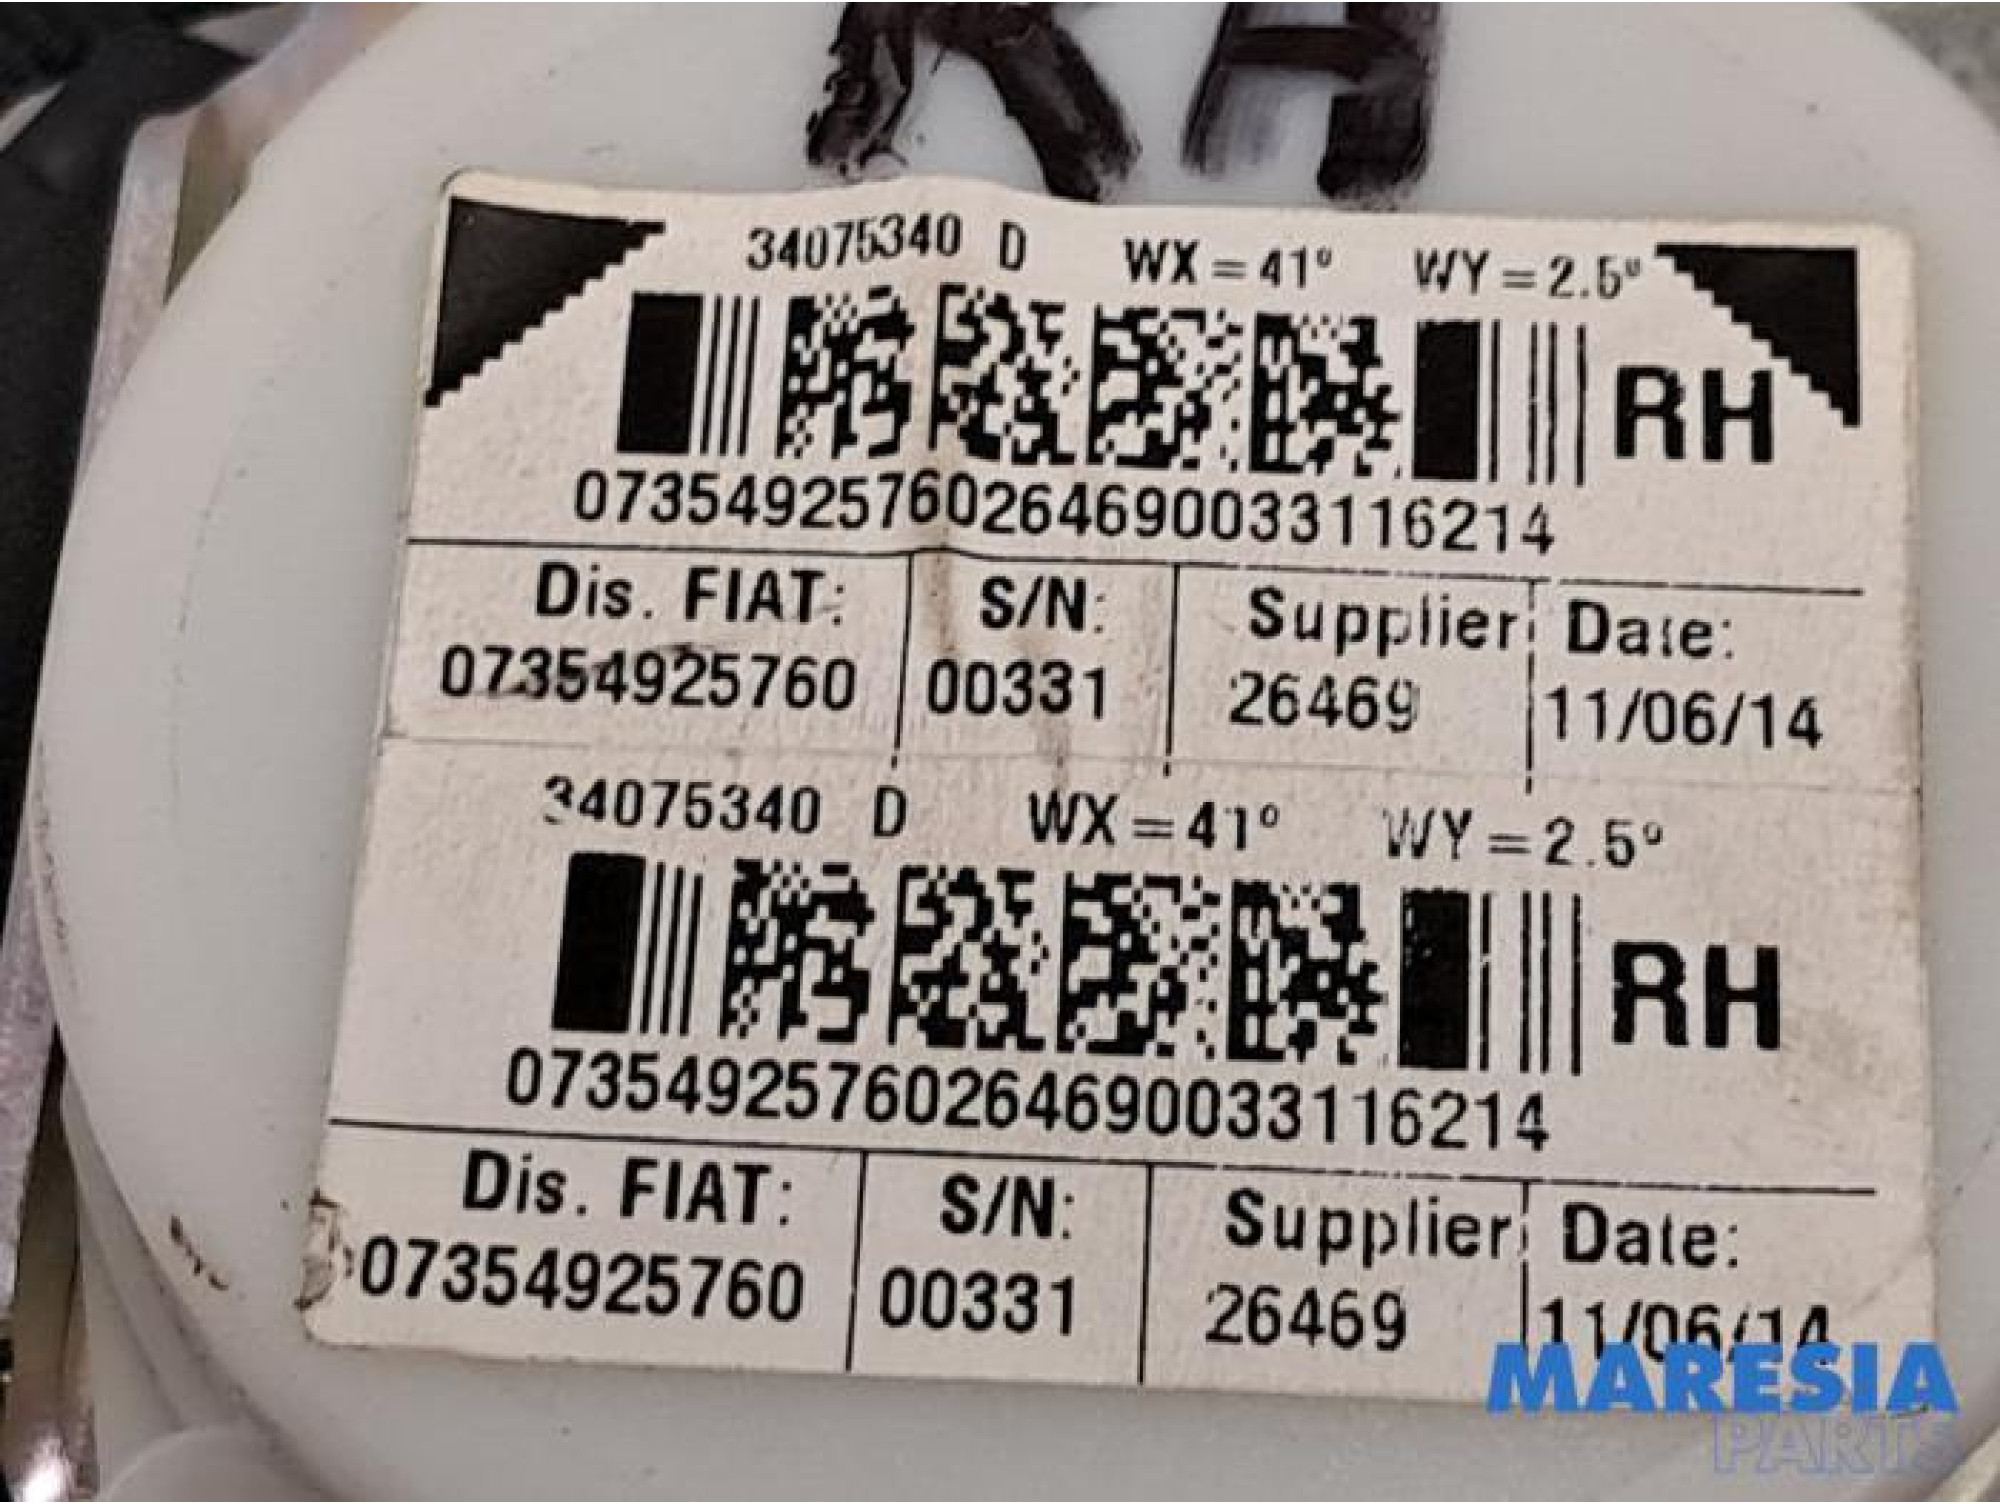 RA
34075340 D WX=41° WY=2.5°
RH
07354925760264690033116214
Dis. FIAT: S/N: Supplier Date:
07354925760 00331 26469 11/06/14
34075340 D WX=41° WY=2.5°
RH
07354925760264690033116214
Dis. FIAT: S/N: Supplier Date:
07354925760 00331 26469 11/06/14
MARESIA
PARTS